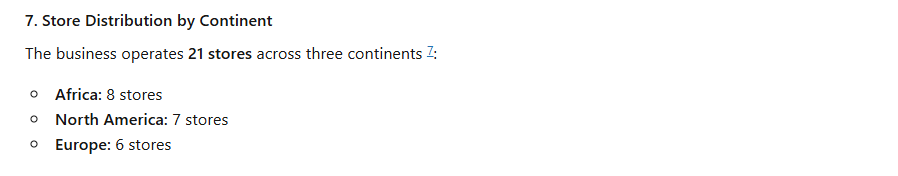 7. Store Distribution by Continent
The business operates 21 stores across three continents 7:
Africa: 8 stores
North America: 7 stores
Europe: 6 stores